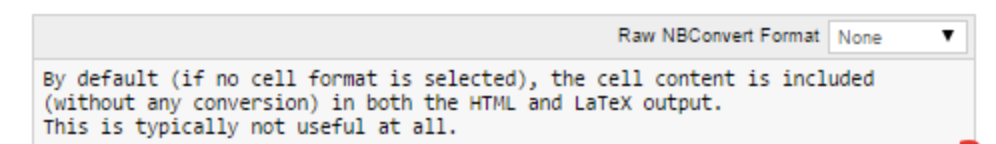 Raw NBConvert Format None ▼
By default (if no cell format is selected), the cell content is included
(without any conversion) in both the HTML and LaTeX output.
This is typically not useful at all.